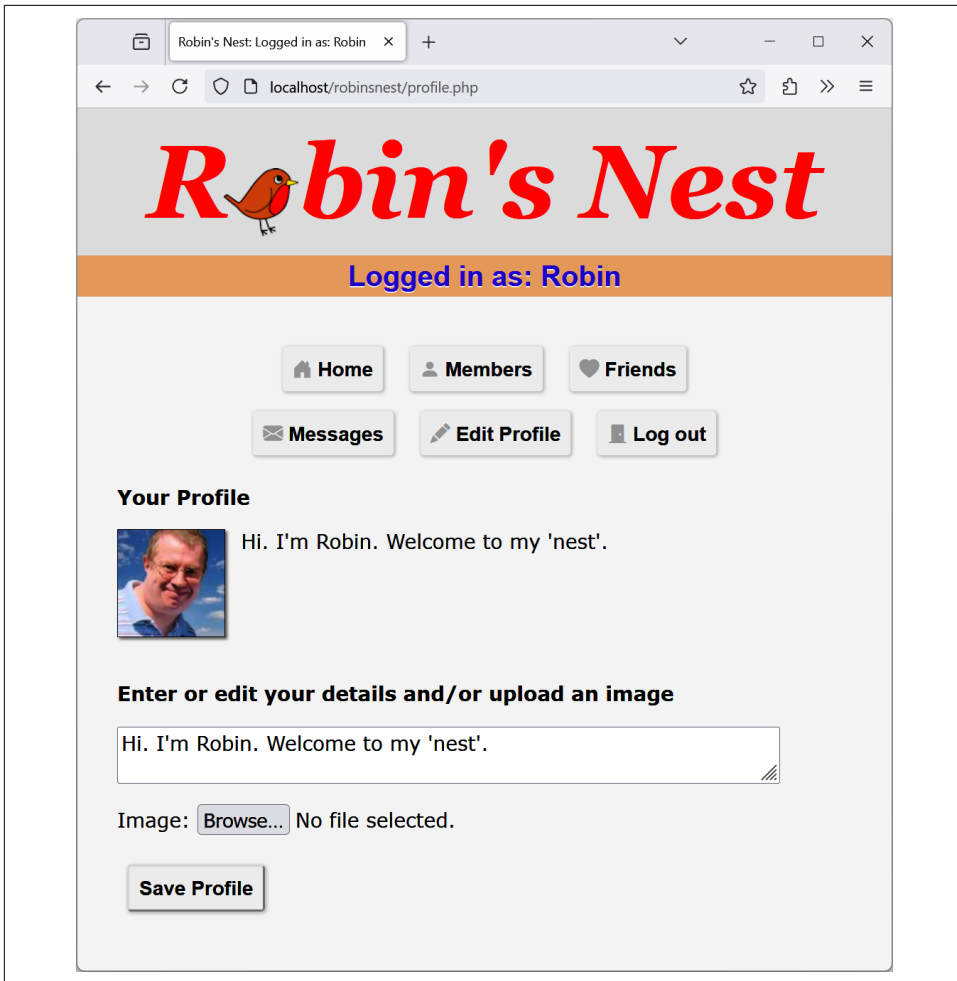 Robin's Nest: Logged in as: Robin
localhost/robinsnest/profile.php
R bin's Nest
Logged in as: Robin
Home Members Friends
Messages Edit Profile Log out
Your Profile
Hi. I'm Robin. Welcome to my 'nest'.
Enter or edit your details and/or upload an image
Hi. I'm Robin. Welcome to my 'nest'.
Image: Browse... No file selected.
Save Profile